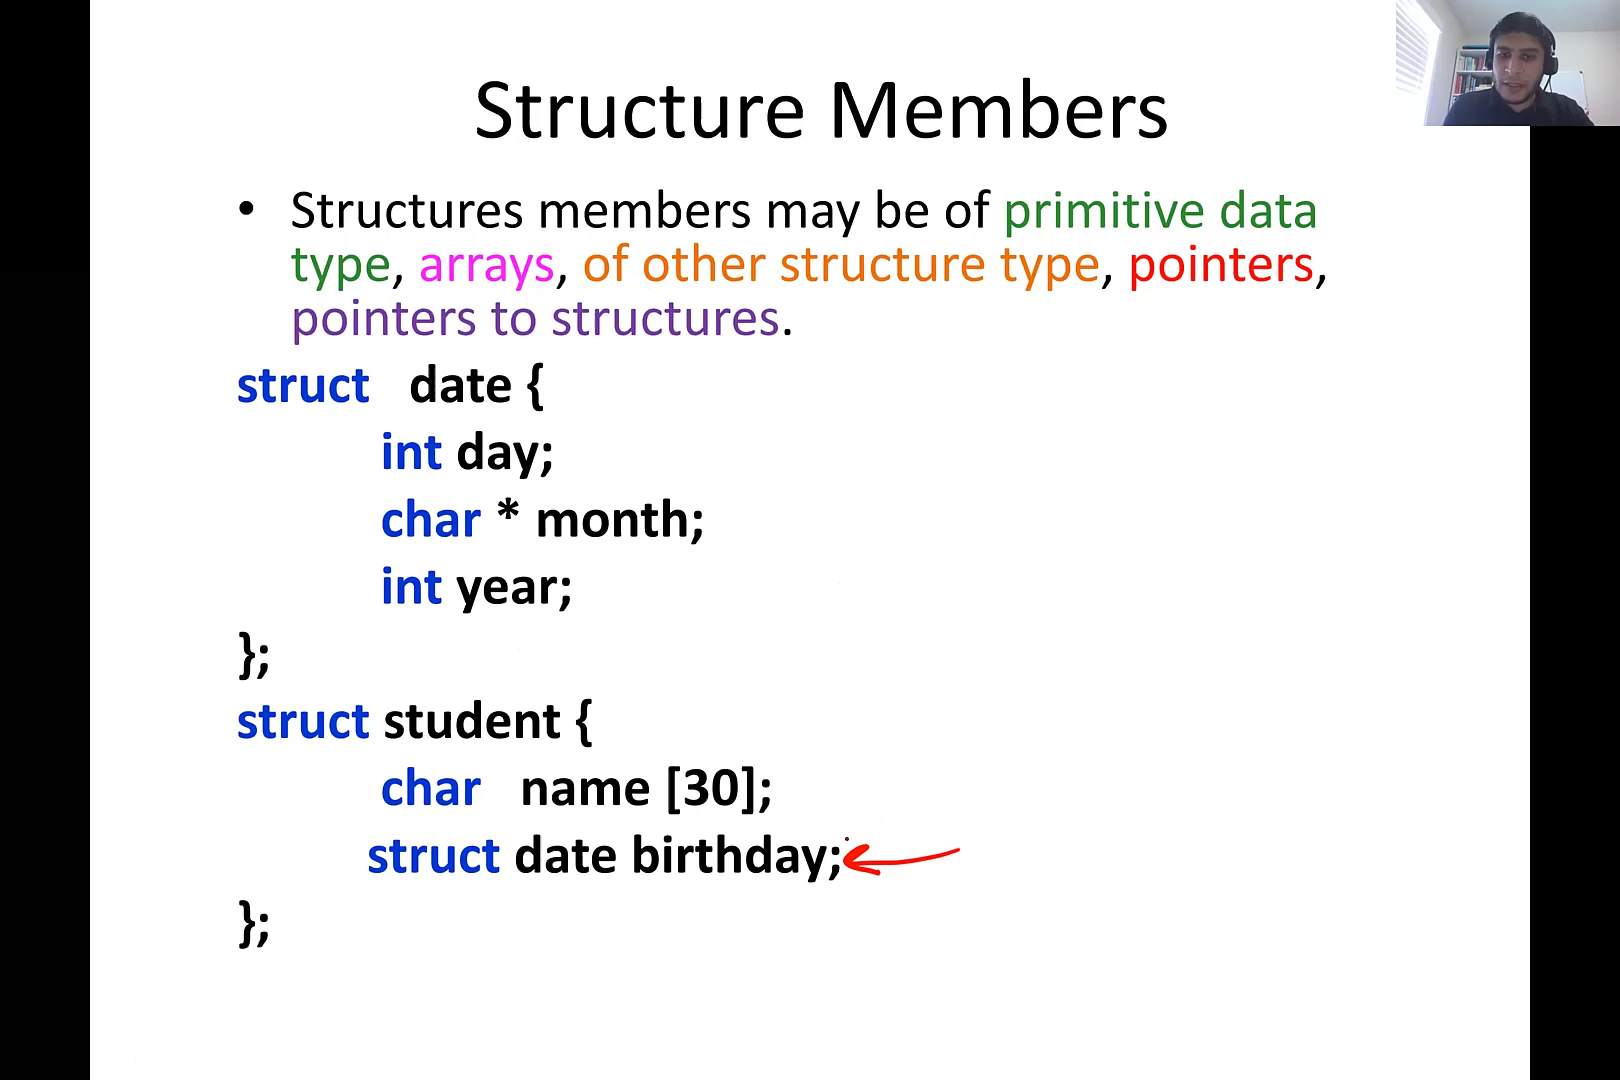 Structure Members
• Structures members may be of primitive data
type, arrays, of other structure type, pointers,
pointers to structures.
struct date {
int day;
char * month;
int year;
};
struct student {
char name [30];
struct date birthday;
};